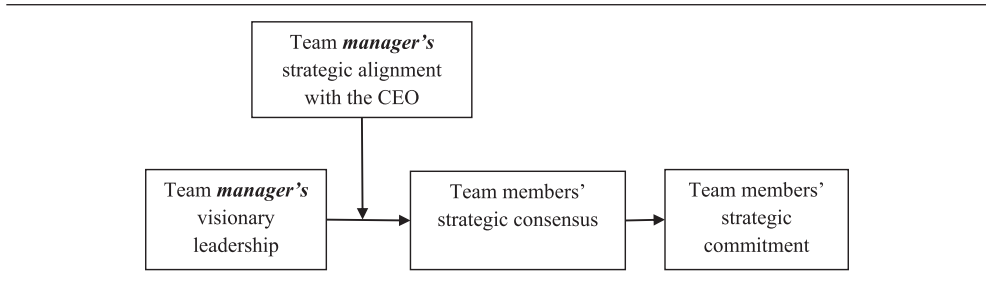 Team manager's
strategic alignment
with the CEO
Team manager's
visionary
leadership
Team members'
strategic consensus
Team members'
strategic
commitment